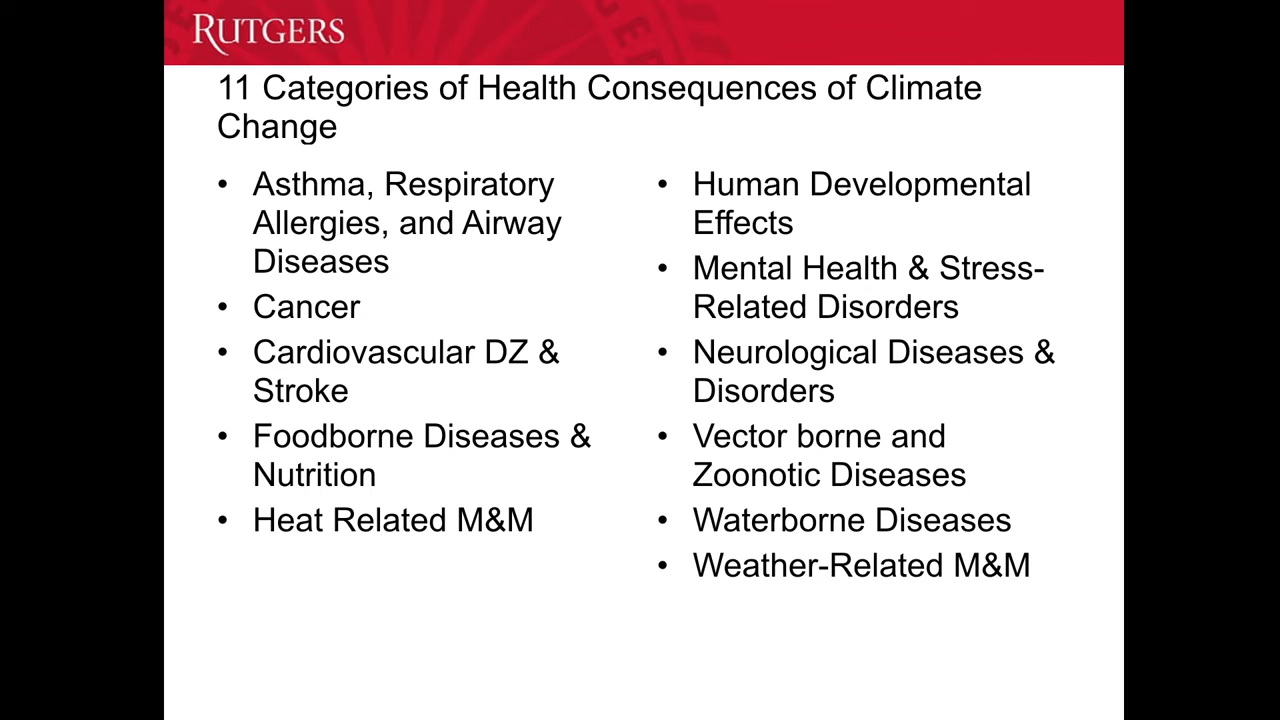 RUTGERS
11 Categories of Health Consequences of Climate
Change
• Asthma, Respiratory
Allergies, and Airway
Diseases
• Cancer
• Cardiovascular DZ &
Stroke
• Foodborne Diseases &
Nutrition
• Heat Related M&M
• Human Developmental
Effects
• Mental Health & Stress-
Related Disorders
• Neurological Diseases &
Disorders
• Vector borne and
Zoonotic Diseases
• Waterborne Diseases
• Weather-Related M&M